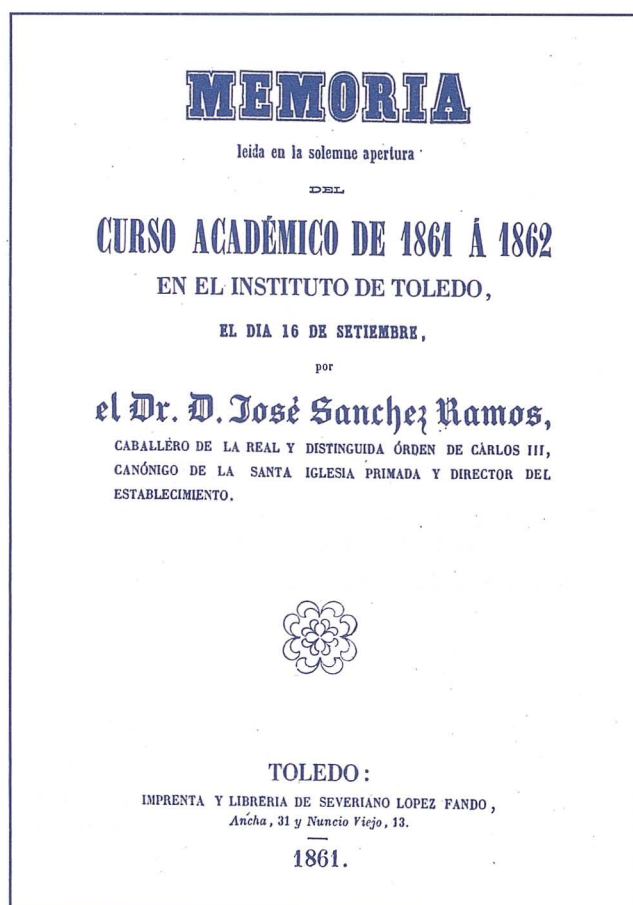 MEMORIA
leida en la solemne apertura
DEL
CURSO ACADÉMICO DE 1861 Á 1862
EN EL INSTITUTO DE TOLEDO,
EL DIA 16 DE SETIEMBRE,
por
el Dr. D. José Sanchez Ramos,
CABALLERO DE LA REAL Y DISTINGUIDA ÓRDEN DE CÁRLOS III,
CANÓNIGO DE LA SANTA IGLESIA PRIMADA Y DIRECTOR DEL
ESTABLECIMIENTO.
TOLEDO:
IMPRENTA Y LIBRERIA DE SEVERIANO LOPEZ FANDO,
Ancha, 31 y Nuncio Viejo, 13.
1861.